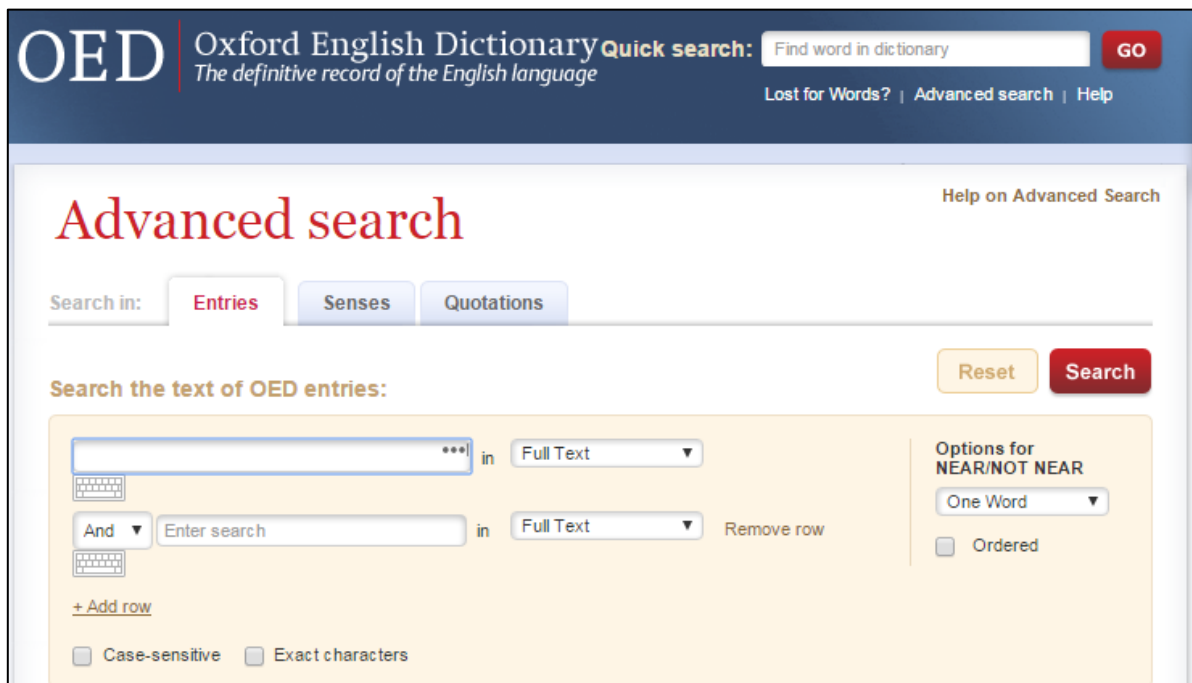 OED
Oxford English Dictionary
The definitive record of the English language
Quick search:
Find word in dictionary
GO
Lost for Words? | Advanced search | Help
Help on Advanced Search
Advanced search
Search in:
Entries
Senses
Quotations
Reset
Search
Search the text of OED entries:
in
Full Text
Options for
NEAR/NOT NEAR
One Word
Ordered
And
Enter search
in
Full Text
Remove row
+ Add row
Case-sensitive
Exact characters